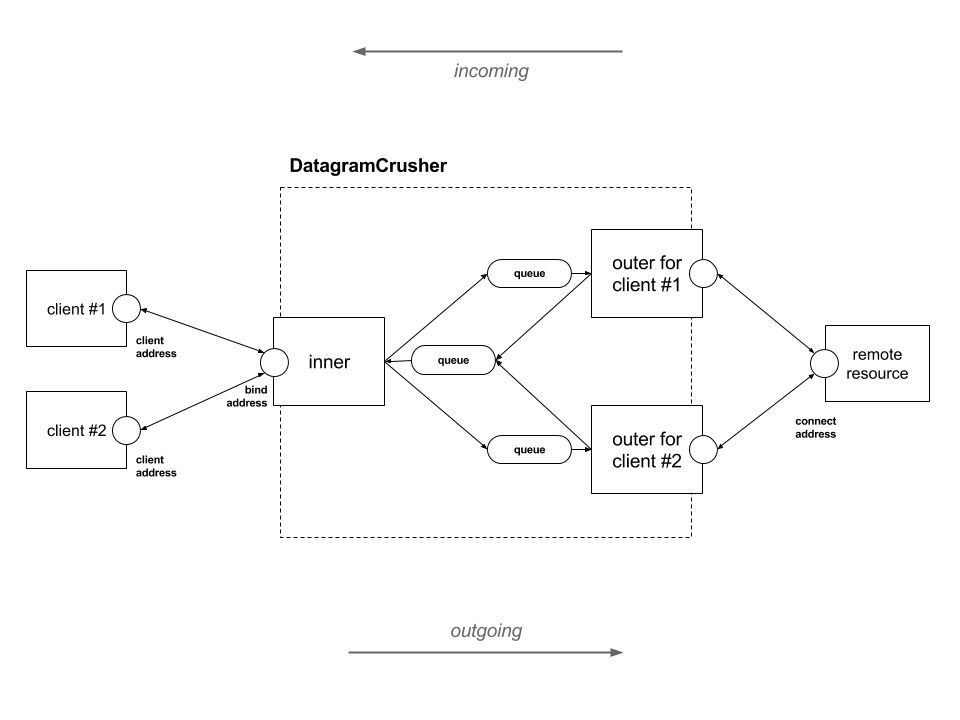 incoming
DatagramCrusher
client #1
client
address
client #2
client
address
bind
address
inner
queue
queue
queue
outer for
client #1
outer for
client #2
remote
resource
connect
address
outgoing